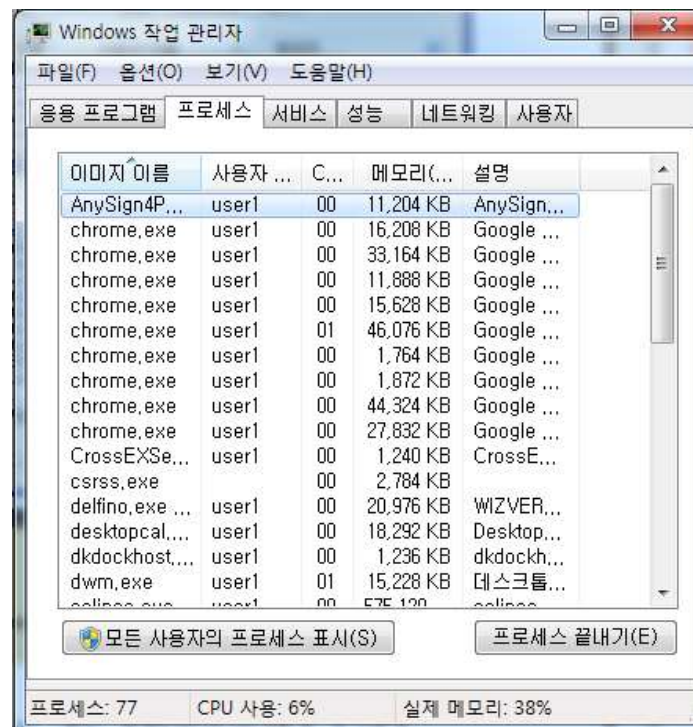 Windows 작업 관리자
파일(F) 옵션(O) 보기(V) 도움말(H)
응용 프로그램 프로세스 서비스 성능 네트워킹 사용자
이미지 이름 사용자 ... C... 메모리(... 설명
AnySign4P... user1 00 11,204 KB AnySign...
chrome.exe user1 00 16,208 KB Google ...
chrome.exe user1 00 33,164 KB Google ...
chrome.exe user1 00 11,888 KB Google ...
chrome.exe user1 00 15,628 KB Google ...
chrome.exe user1 01 46,076 KB Google ...
chrome.exe user1 00 1,764 KB Google ...
chrome.exe user1 00 1,872 KB Google ...
chrome.exe user1 00 44,324 KB Google ...
chrome.exe user1 00 27,832 KB Google ...
CrossEXSe... user1 00 1,240 KB CrossE...
csrss.exe 00 2,784 KB
delfino.exe ... user1 00 20,976 KB WIZVER...
desktopcal.... user1 00 18,292 KB Desktop...
dkdockhost.... user1 00 1,236 KB dkdockh...
dwm.exe user1 01 15,228 KB 데스크톱...
user1 00
모든 사용자의 프로세스 표시(S) 프로세스 끝내기(E)
프로세스: 77 CPU 사용: 6% 실제 메모리: 38%